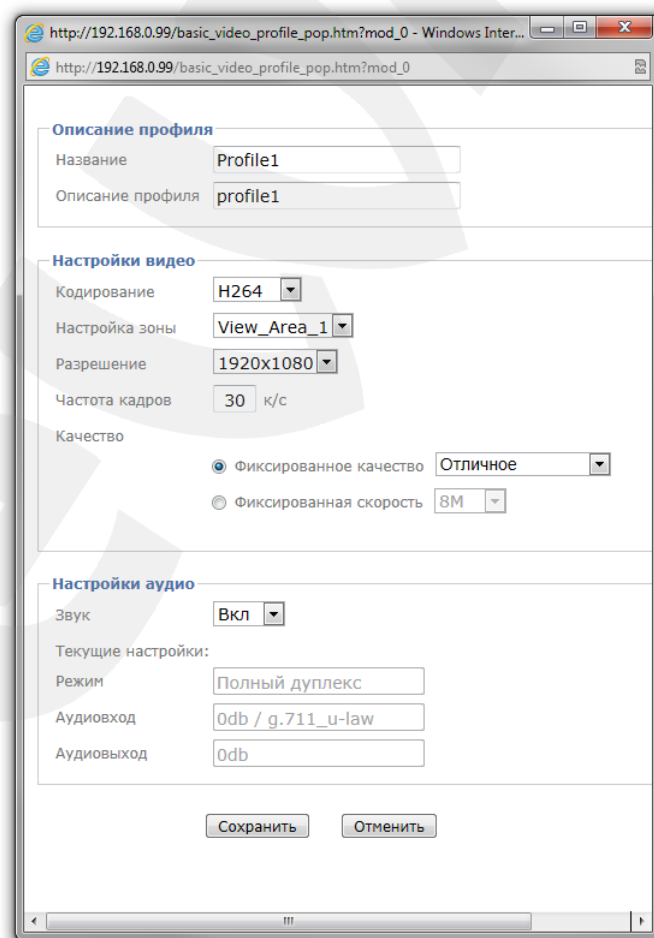 http://192.168.0.99/basic_video_profile_pop.htm?mod_0 - Windows Inter...
http://192.168.0.99/basic_video_profile_pop.htm?mod_0
Описание профиля
Название Profile1
Описание профиля profile1
Настройки видео
Кодирование H264
Настройка зоны View_Area_1
Разрешение 1920x1080
Частота кадров 30 к/с
Качество
Фиксированное качество Отличное
Фиксированная скорость 8M
Настройки аудио
Звук Вкл
Текущие настройки:
Режим Полный дуплекс
Аудиовход 0db / g.711_u-law
Аудиовыход 0db
Сохранить Отменить